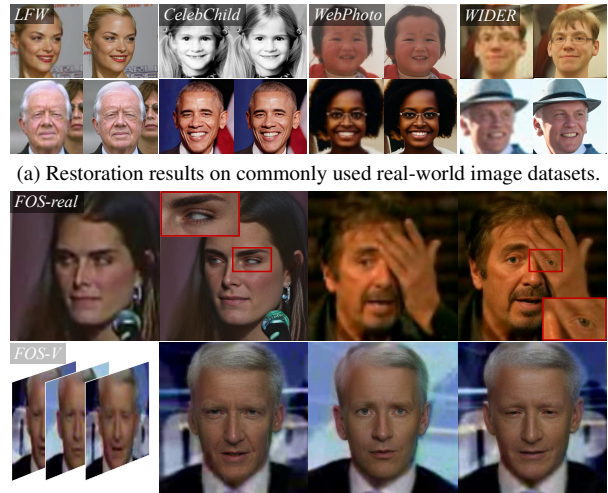 LFW CelebChild WebPhoto WIDER
(a) Restoration results on commonly used real-world image datasets.
FOS-real
FOS-V